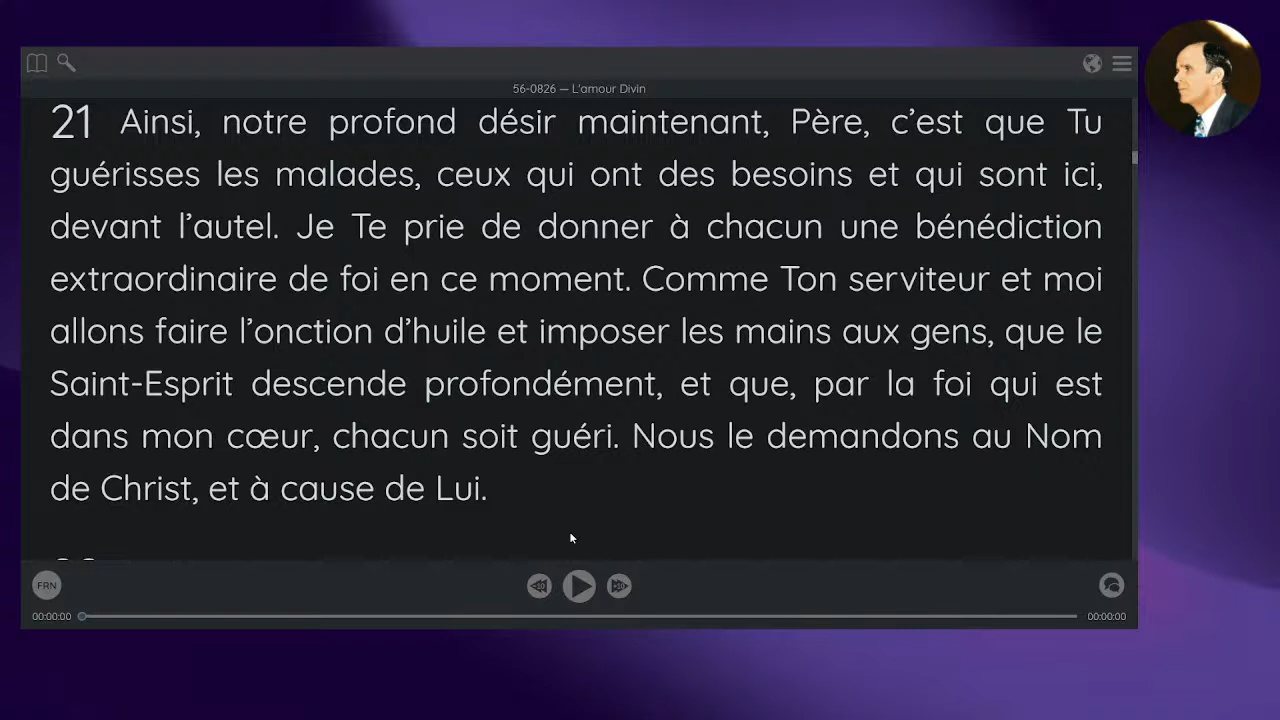 56-0826 — L'amour Divin
21 Ainsi, notre profond désir maintenant, Père, c’est que Tu
guérisses les malades, ceux qui ont des besoins et qui sont ici,
devant l’autel. Je Te prie de donner à chacun une bénédiction
extraordinaire de foi en ce moment. Comme Ton serviteur et moi
allons faire l’onction d’huile et imposer les mains aux gens, que le
Saint-Esprit descende profondément, et que, par la foi qui est
dans mon cœur, chacun soit guéri. Nous le demandons au Nom
de Christ, et à cause de Lui.
FRN
00:00:00
00:00:00